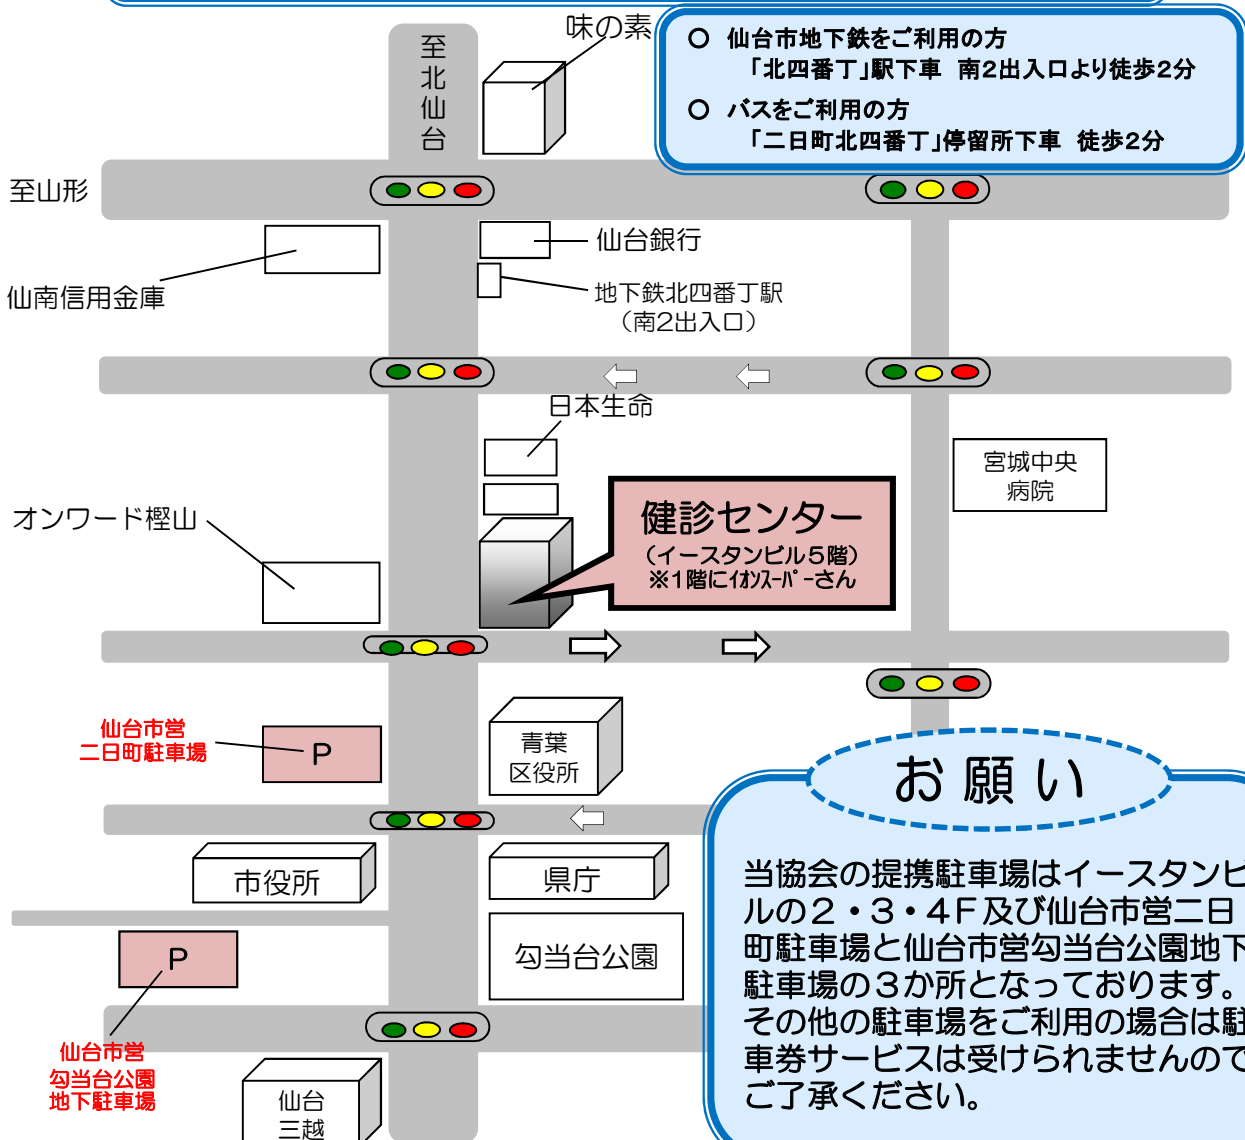 味の素
至
北
仙
台
○ 仙台市地下鉄をご利用の方
「北四番丁」駅下車 南2出入口より徒歩2分
○ バスをご利用の方
「二日町北四番丁」停留所下車 徒歩2分
至山形
仙台銀行
仙南信用金庫
地下鉄北四番丁駅
（南2出入口）
日本生命
宮城中央
病院
オンワード樫山
健診センター
（イースタンビル５階）
※１階にｲｵﾝｽｰﾊﾟｰさん
仙台市営
二日町駐車場
P
青葉
区役所
お 願 い
市役所
県庁
当協会の提携駐車場はイースタンビ
ルの２・３・４Ｆ及び仙台市営二日
町駐車場と仙台市営勾当台公園地下
駐車場の３か所となっております。
その他の駐車場をご利用の場合は駐
車券サービスは受けられませんので
ご了承ください。
P
勾当台公園
仙台市営
勾当台公園
地下駐車場
仙台
三越